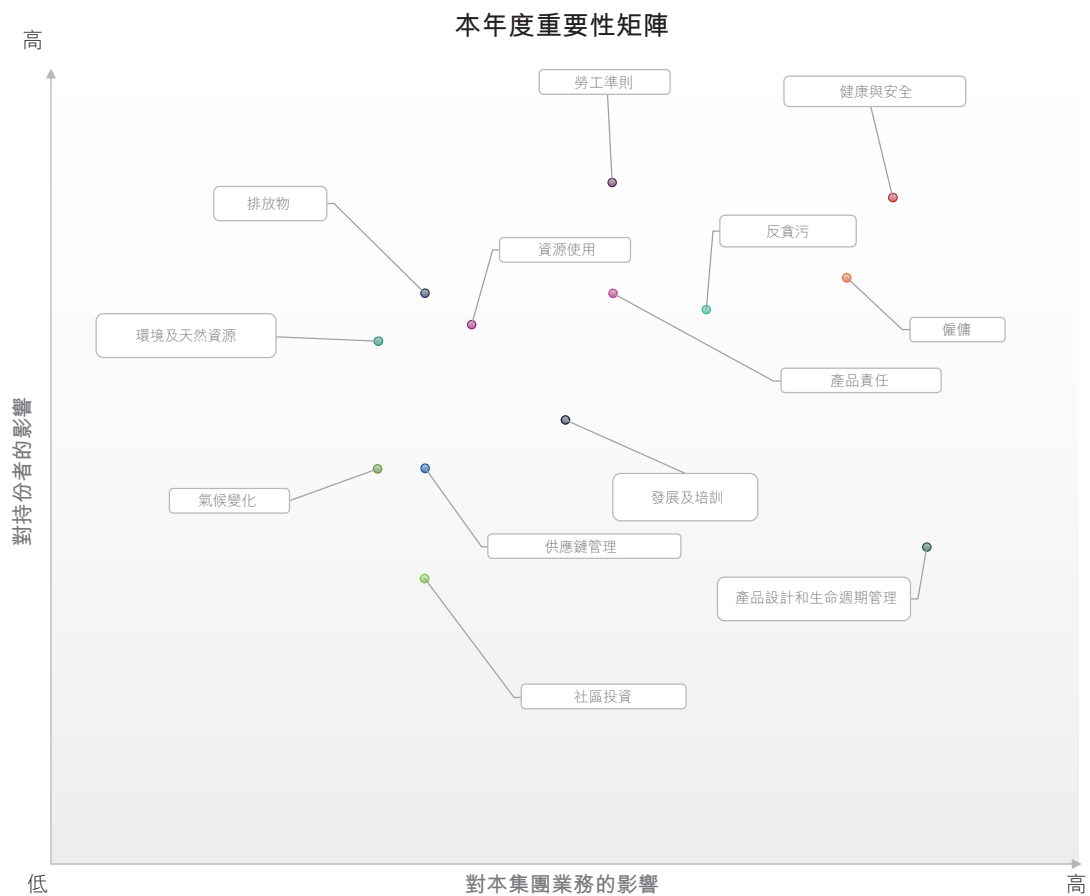 本年度重要性矩陣
高
勞工準則
健康與安全
排放物
反貪污
資源使用
僱傭
環境及天然資源
產品責任
對持份者的影響
發展及培訓
氣候變化
供應鏈管理
產品設計和生命週期管理
社區投資
低
對本集團業務的影響
高